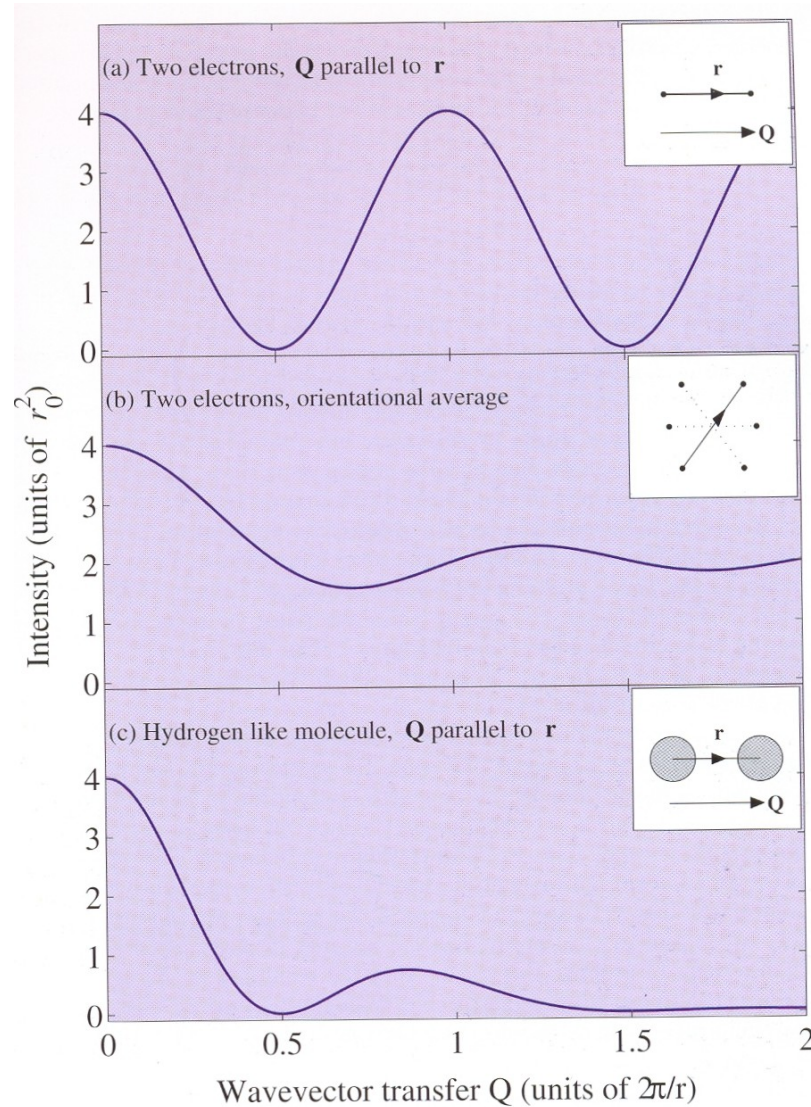 (a) Two electrons, Q parallel to r
r
Q
4
3
2
1
0
(b) Two electrons, orientational average
4
3
2
1
0
(c) Hydrogen like molecule, Q parallel to r
r
Q
4
3
2
1
0
0 0.5 1 1.5 2
Wavevector transfer Q (units of 2π/r)
Intensity (units of r₀²)